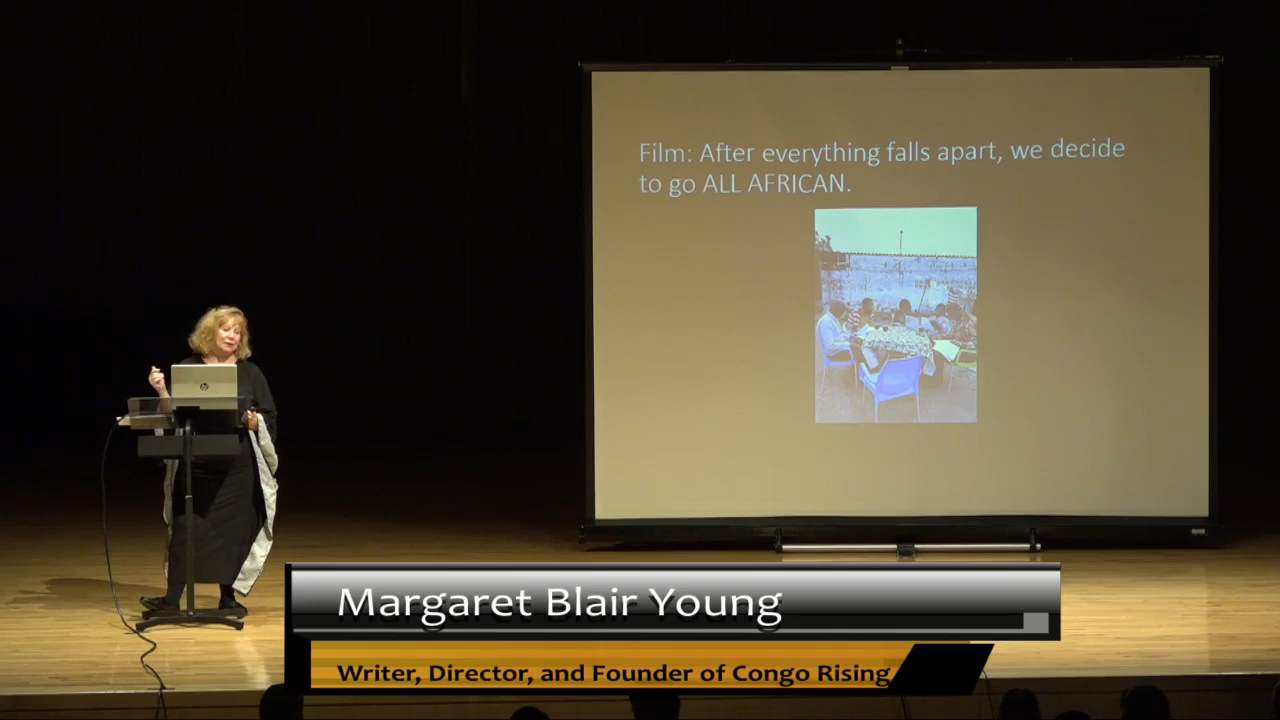 Film: After everything falls apart, we decide
to go ALL AFRICAN.
hp
Margaret Blair Young
Writer, Director, and Founder of Congo Rising